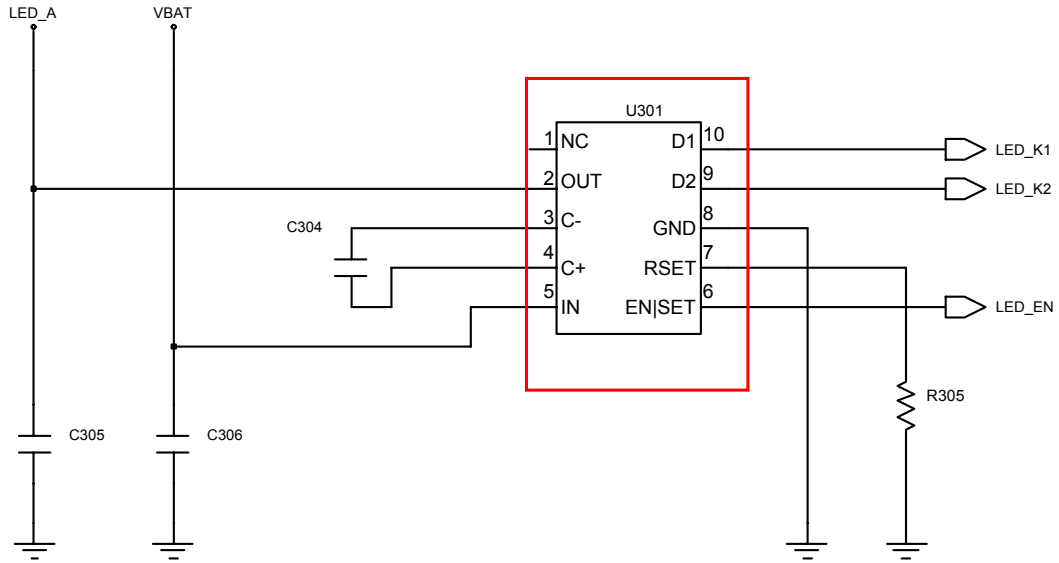 LED_A
VBAT
U301
1
NC
D1
10
LED_K1
2
OUT
D2
9
LED_K2
C304
3
C-
GND
8
4
C+
RSET
7
5
IN
EN|SET
6
LED_EN
R305
C305
C306